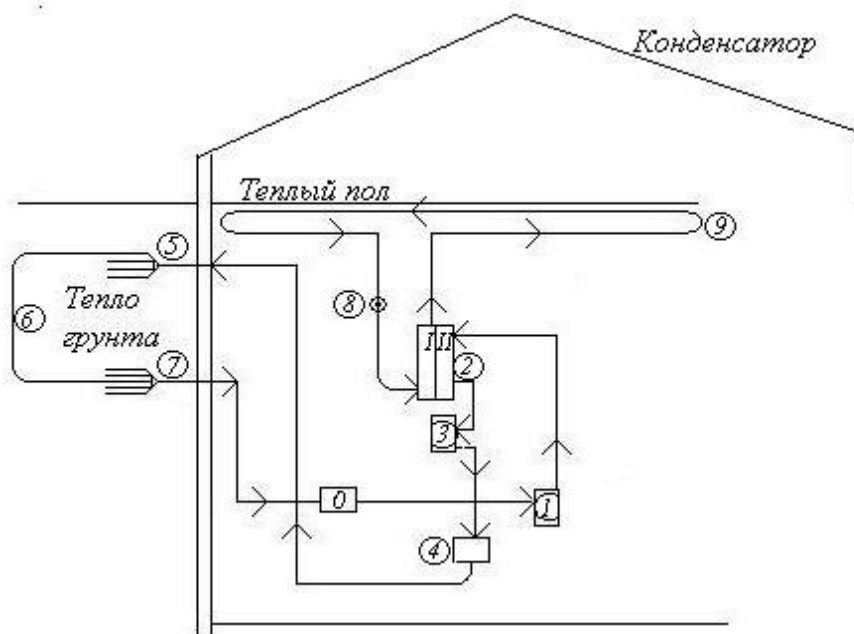 Конденсатор
Теплый пол
9
5
Тепло
грунта
6
8
I II
2
7
3
0
1
4